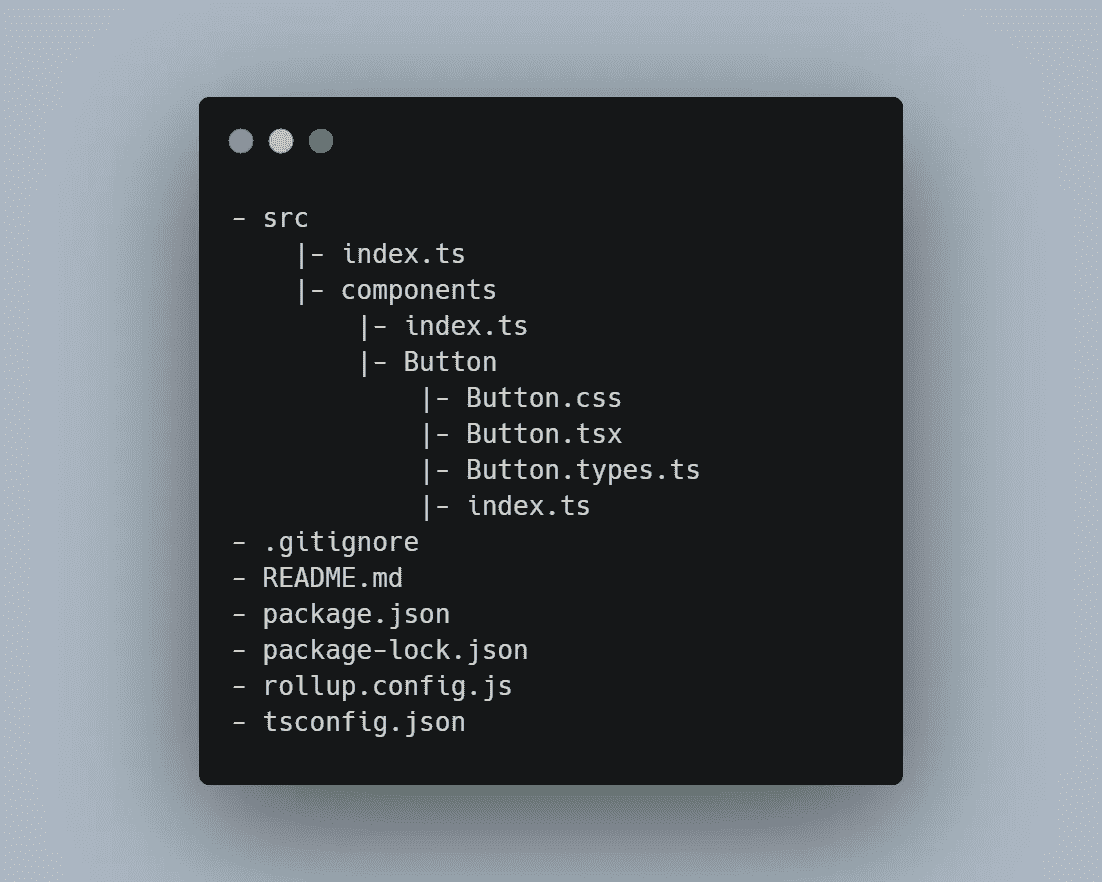 - src
    |- index.ts
    |- components
        |- index.ts
        |- Button
            |- Button.css
            |- Button.tsx
            |- Button.types.ts
            |- index.ts
- .gitignore
- README.md
- package.json
- package-lock.json
- rollup.config.js
- tsconfig.json